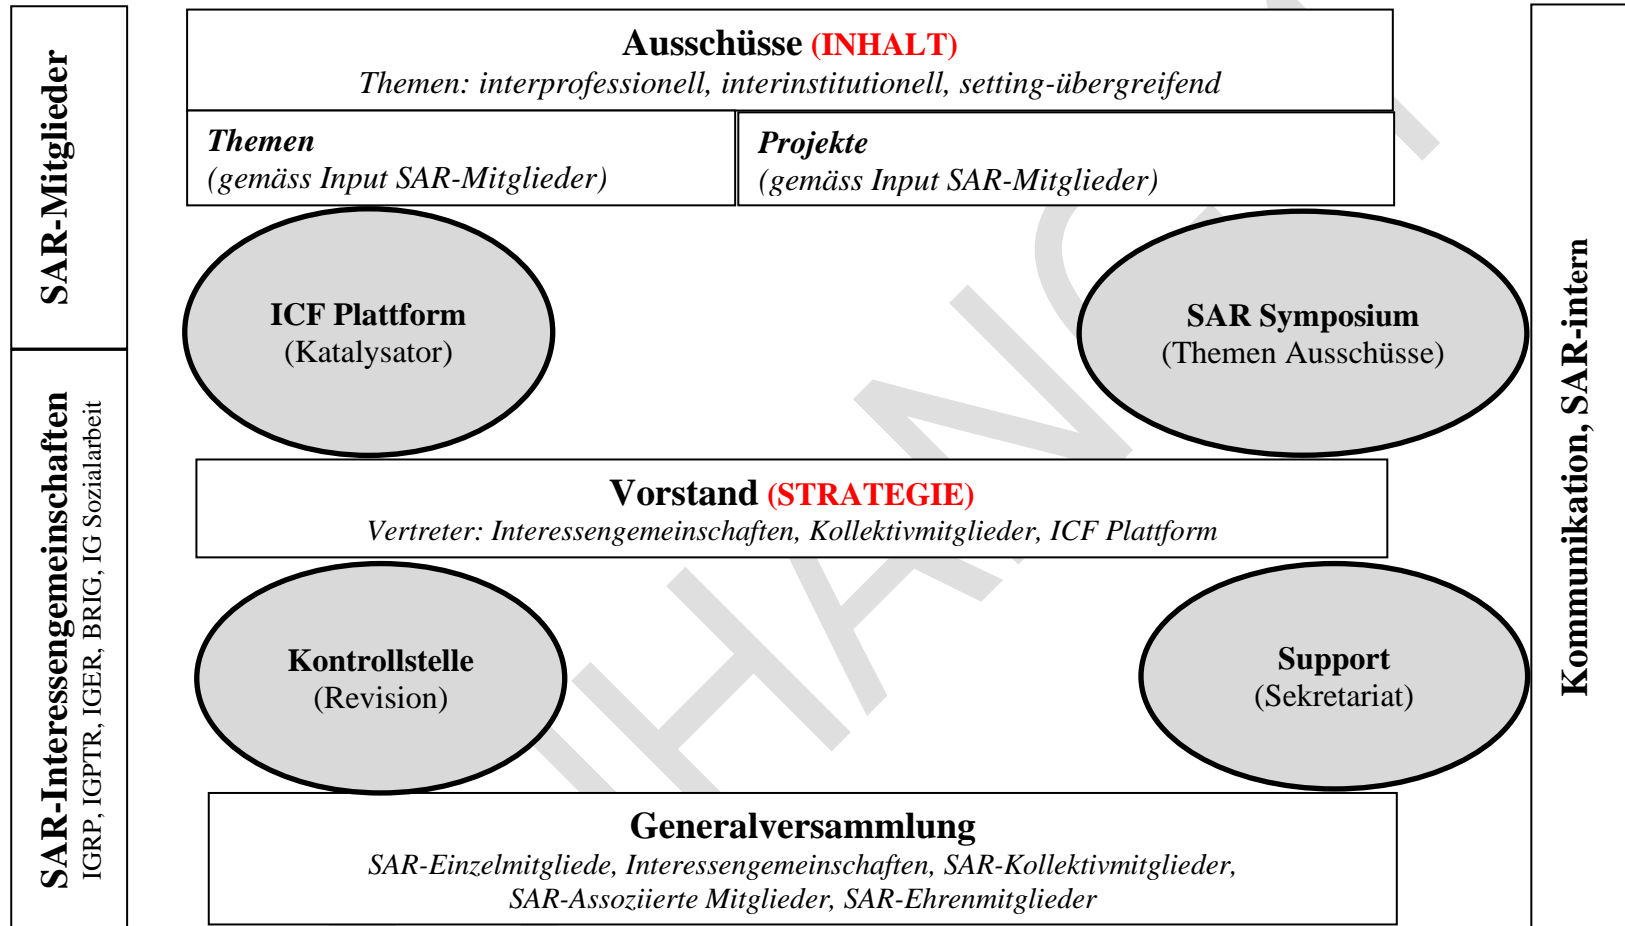 SAR-Mitglieder
Ausschüsse (INHALT)
Themen: interprofessionell, interinstitutionell, setting-übergreifend
Themen
(gemäss Input SAR-Mitglieder)
Projekte
(gemäss Input SAR-Mitglieder)
ICF Plattform
(Katalysator)
SAR Symposium
(Themen Ausschüsse)
SAR-Interessengemeinschaften
IGRP, IGPTR, IGER, BRIG, IG Sozialarbeit
Vorstand (STRATEGIE)
Vertreter: Interessengemeinschaften, Kollektivmitglieder, ICF Plattform
Kontrollstelle
(Revision)
Support
(Sekretariat)
Generalversammlung
SAR-Einzelmitgliede, Interessengemeinschaften, SAR-Kollektivmitglieder,
SAR-Assoziierte Mitglieder, SAR-Ehrenmitglieder
Kommunikation, SAR-intern